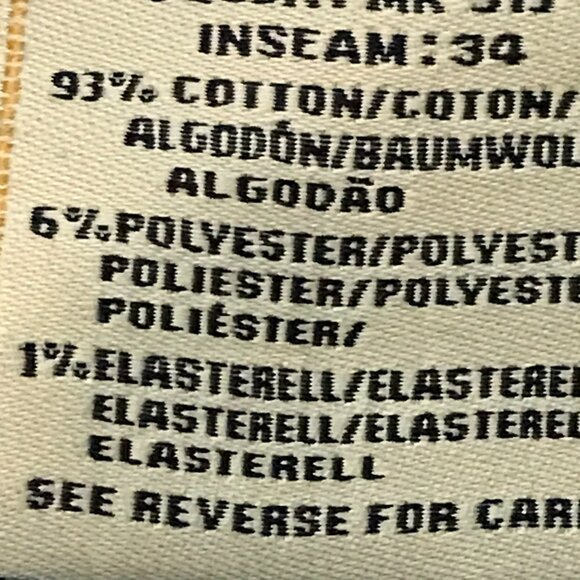 INSEAM: 34
93% COTTON/COTON/
ALGODÓN/BAUMWOL
ALGODÃO
6% POLYESTER/POLYEST
POLIESTER/POLYESTE
POLIÉSTER/
1% ELASTERELL/ELASTEREL
ELASTERELL/ELASTEREL
ELASTERELL
SEE REVERSE FOR CAR